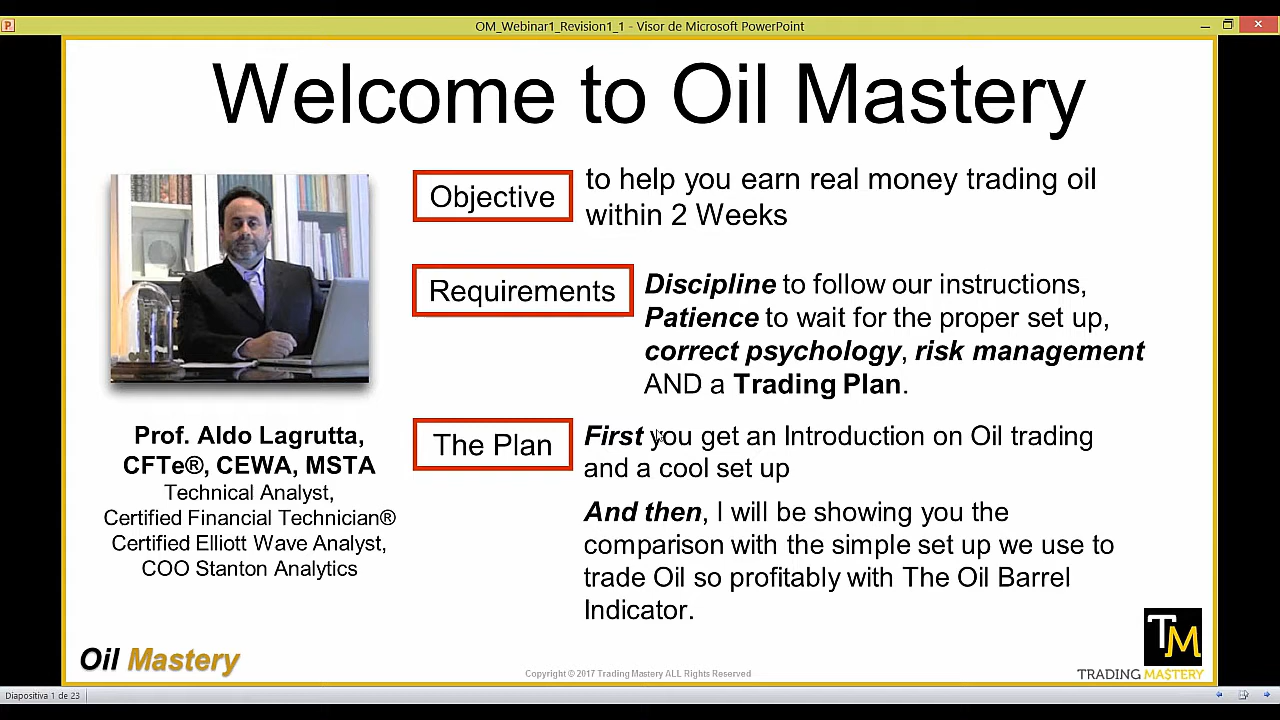 OM_Webinar1_Revision1_1 - Visor de Microsoft PowerPoint
Welcome to Oil Mastery
Objective
to help you earn real money trading oil
within 2 Weeks
Requirements
Discipline to follow our instructions,
Patience to wait for the proper set up,
correct psychology, risk management
AND a Trading Plan.
Prof. Aldo Lagrutta,
CFTe®, CEWA, MSTA
Technical Analyst,
Certified Financial Technician®
Certified Elliott Wave Analyst,
COO Stanton Analytics
The Plan
First you get an Introduction on Oil trading
and a cool set up
And then, I will be showing you the
comparison with the simple set up we use to
trade Oil so profitably with The Oil Barrel
Indicator.
Oil Mastery
Copyright © 2017 Trading Mastery ALL Rights Reserved
TM
TRADING MASTERY
Diapositiva 1 de 23